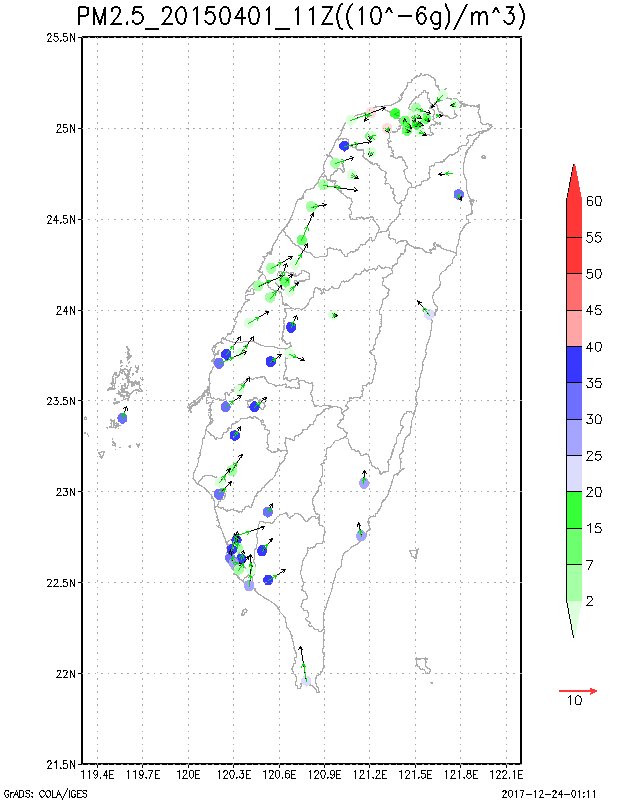 PM2.5_20150401_11Z((10^-6g)/m^3)
25.5N
25N
24.5N
24N
23.5N
23N
22.5N
22N
21.5N
119.4E 119.7E 120E 120.3E 120.6E 120.9E 121.2E 121.5E 121.8E 122.1E
60
55
50
45
40
35
30
25
20
15
7
2
10
GrADS: COLA/IGES
2017-12-24-01:11